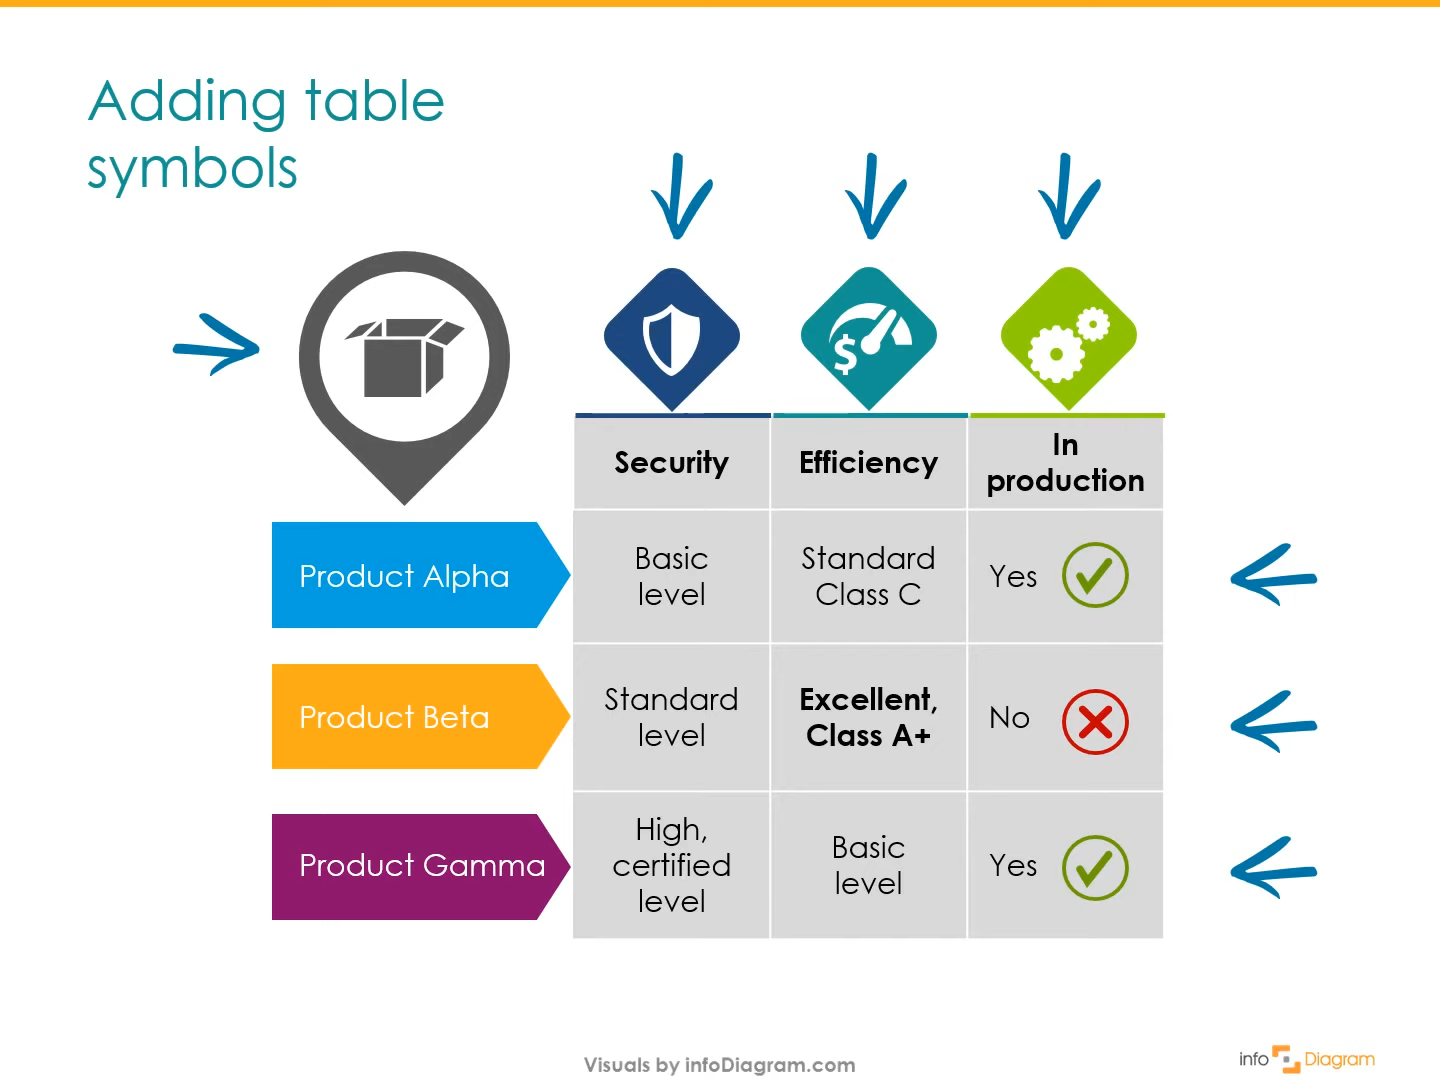 Adding table
symbols
Security
Efficiency
In
production
Product Alpha
Basic
level
Standard
Class C
Yes
Product Beta
Standard
level
Excellent,
Class A+
No
Product Gamma
High,
certified
level
Basic
level
Yes
$
Visuals by infoDiagram.com
info Diagram